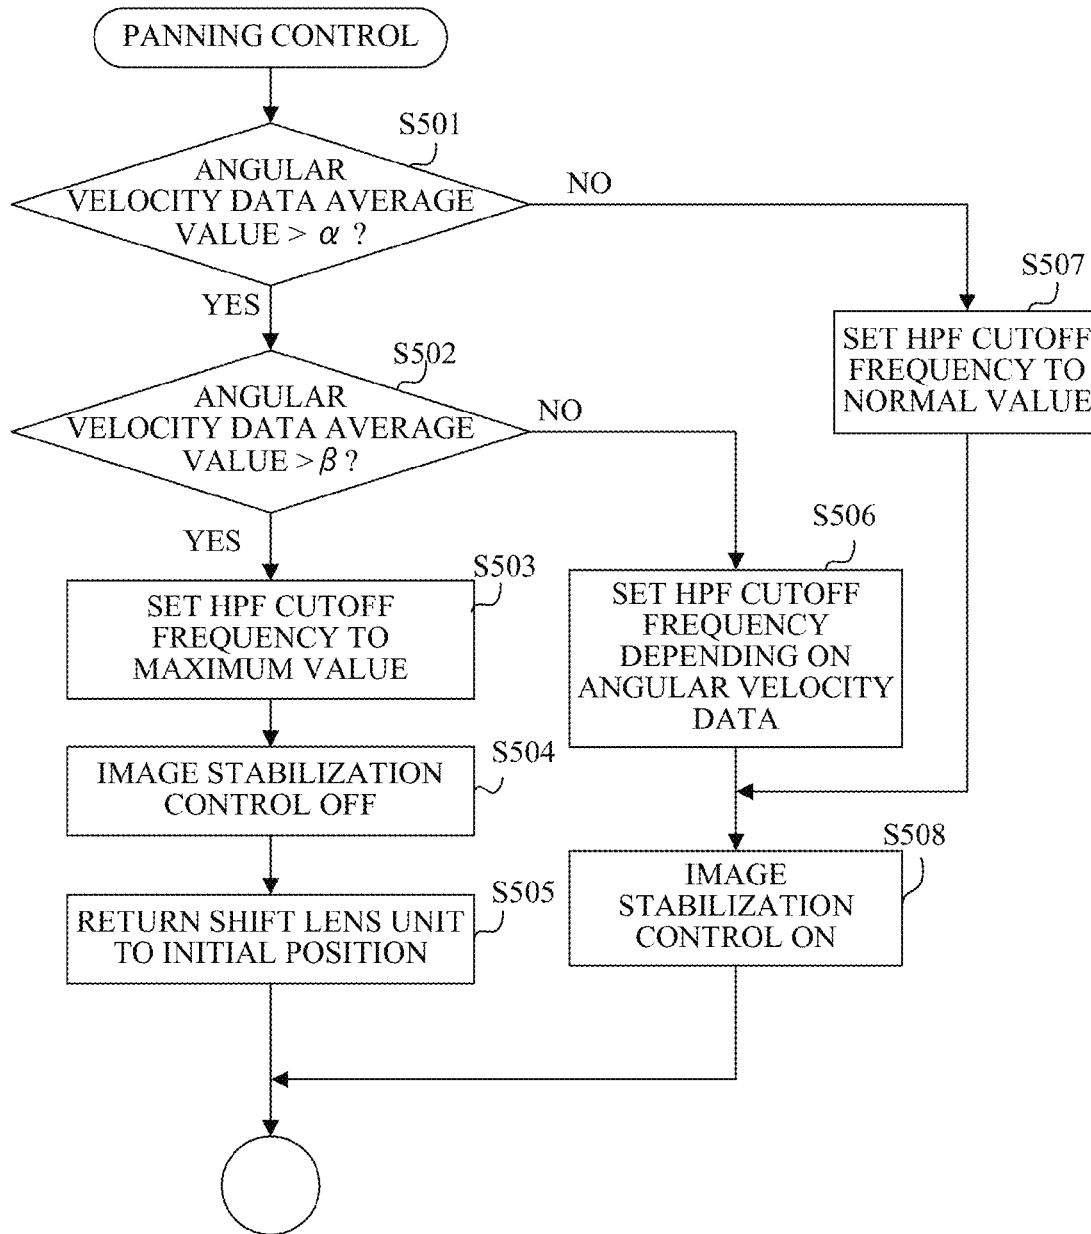 PANNING CONTROL
S501
ANGULAR
VELOCITY DATA AVERAGE
VALUE > α ?
NO
YES
S507
SET HPF CUTOFF
FREQUENCY TO
NORMAL VALUE
S502
ANGULAR
VELOCITY DATA AVERAGE
VALUE > β ?
NO
YES
S503
SET HPF CUTOFF
FREQUENCY TO
MAXIMUM VALUE
S506
SET HPF CUTOFF
FREQUENCY
DEPENDING ON
ANGULAR VELOCITY
DATA
S504
IMAGE STABILIZATION
CONTROL OFF
S508
IMAGE
STABILIZATION
CONTROL ON
S505
RETURN SHIFT LENS UNIT
TO INITIAL POSITION